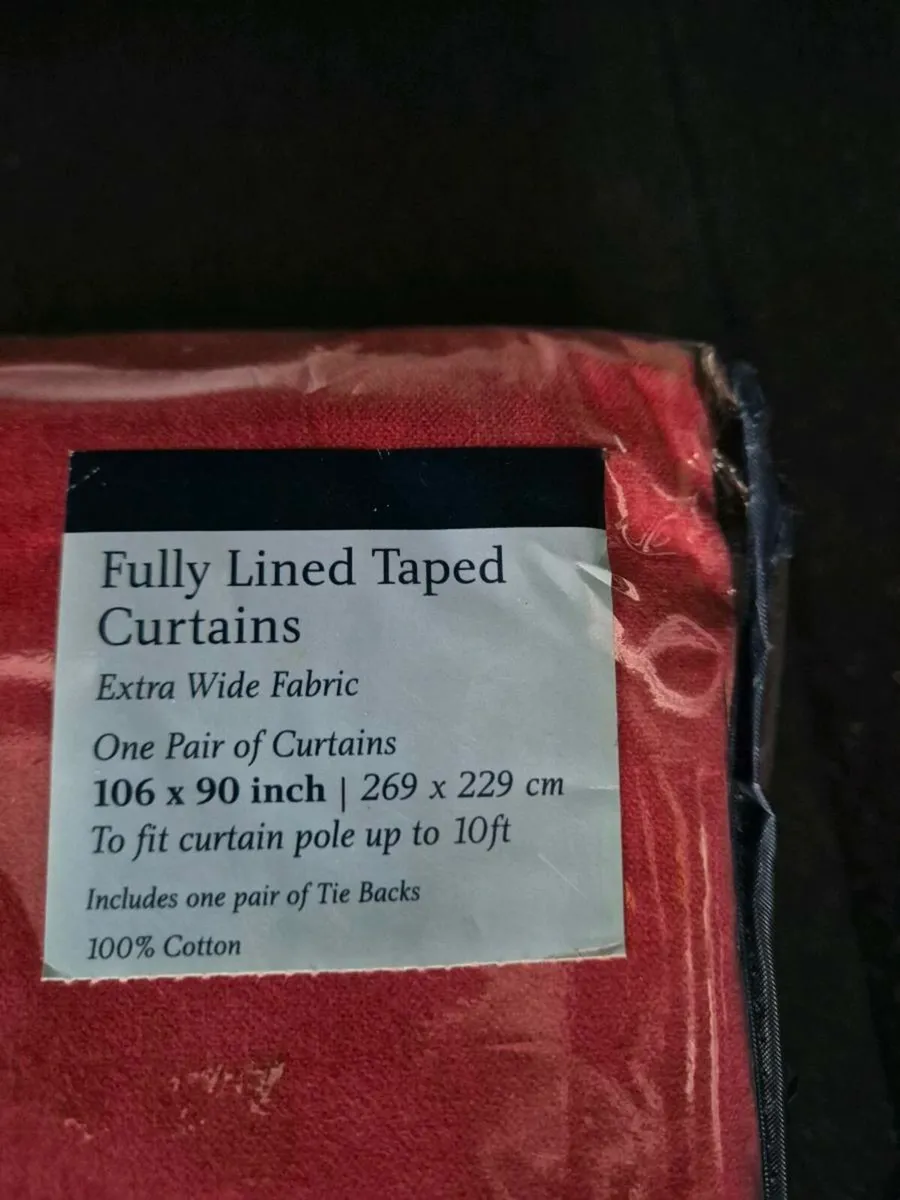 Fully Lined Taped
Curtains
Extra Wide Fabric
One Pair of Curtains
106 x 90 inch | 269 x 229 cm
To fit curtain pole up to 10ft
Includes one pair of Tie Backs
100% Cotton